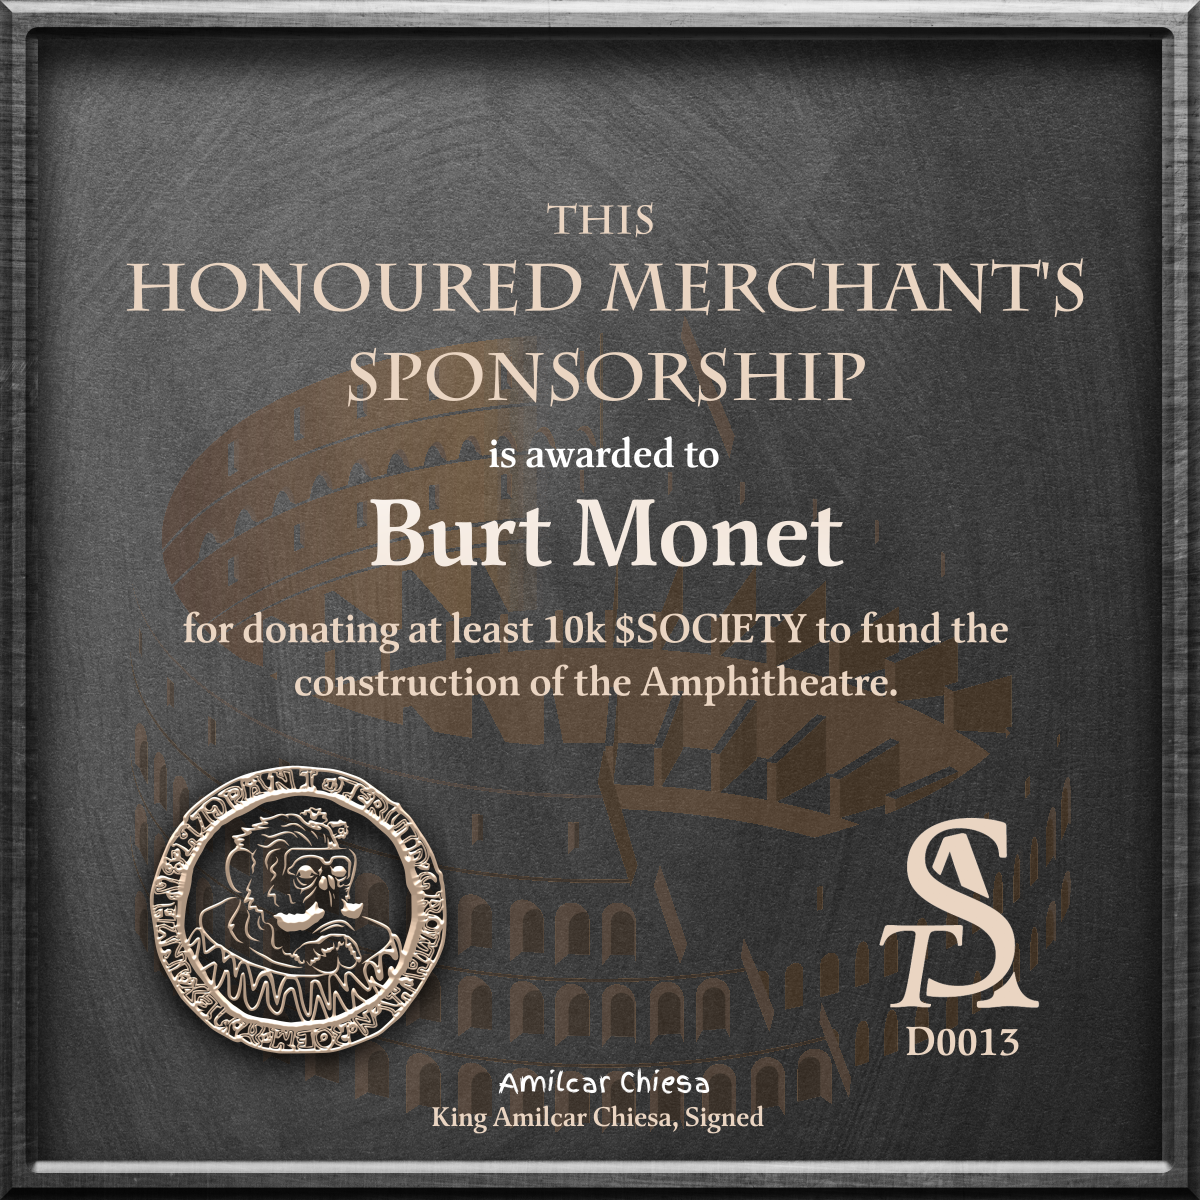 THIS
HONOURED MERCHANT'S
SPONSORSHIP
is awarded to
Burt Monet
for donating at least 10k $SOCIETY to fund the
construction of the Amphitheatre.
D0013
Amilcar Chiesa
King Amilcar Chiesa, Signed